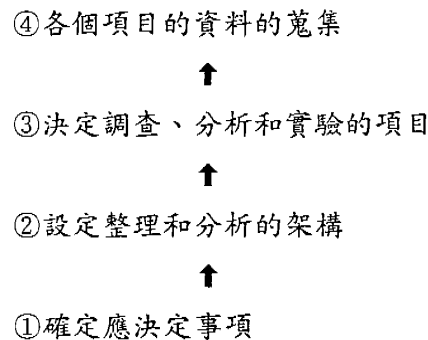 ④各個項目的資料的蒐集
③決定調查、分析和實驗的項目
②設定整理和分析的架構
①確定應決定事項